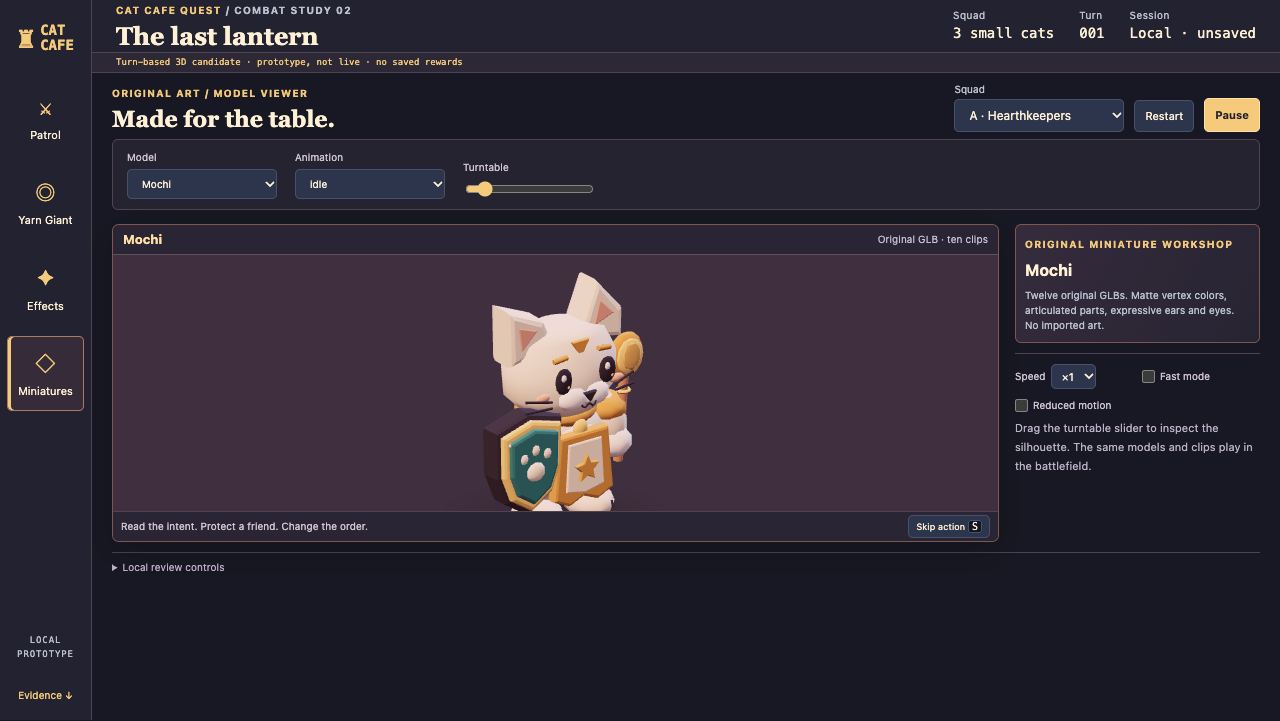 CAT
CAFE
Patrol
Yarn Giant
Effects
Miniatures
LOCAL
PROTOTYPE
Evidence ↓
CAT CAFE QUEST / COMBAT STUDY 02
The last lantern
Squad
3 small cats
Turn
001
Session
Local · unsaved
Turn-based 3D candidate · prototype, not live · no saved rewards
ORIGINAL ART / MODEL VIEWER
Made for the table.
Squad
A · Hearthkeepers
Restart
Pause
Model
Mochi
Animation
idle
Turntable
Mochi
Original GLB · ten clips
Read the intent. Protect a friend. Change the order.
Skip action S
ORIGINAL MINIATURE WORKSHOP
Mochi
Twelve original GLBs. Matte vertex colors,
articulated parts, expressive ears and eyes.
No imported art.
Speed
×1
Fast mode
Reduced motion
Drag the turntable slider to inspect the
silhouette. The same models and clips play in
the battlefield.
Local review controls